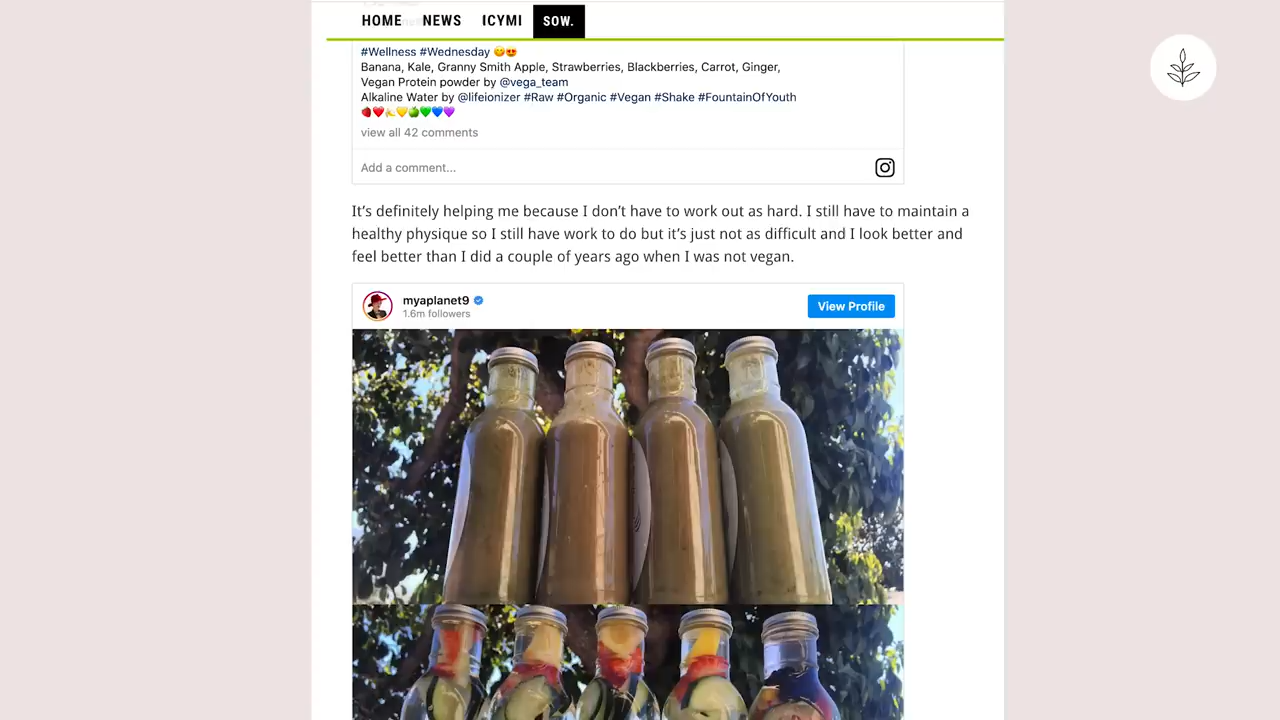 HOME NEWS ICYMI SOW.
#Wellness #Wednesday 😋😍
Banana, Kale, Granny Smith Apple, Strawberries, Blackberries, Carrot, Ginger,
Vegan Protein powder by @vega_team
Alkaline Water by @lifeionizer #Raw #Organic #Vegan #Shake #FountainOfYouth
🍓❤️🍌💛🍏💚💙💜
view all 42 comments
Add a comment...
It's definitely helping me because I don't have to work out as hard. I still have to maintain a
healthy physique so I still have work to do but it's just not as difficult and I look better and
feel better than I did a couple of years ago when I was not vegan.
myaplanet9
1.6m followers
View Profile